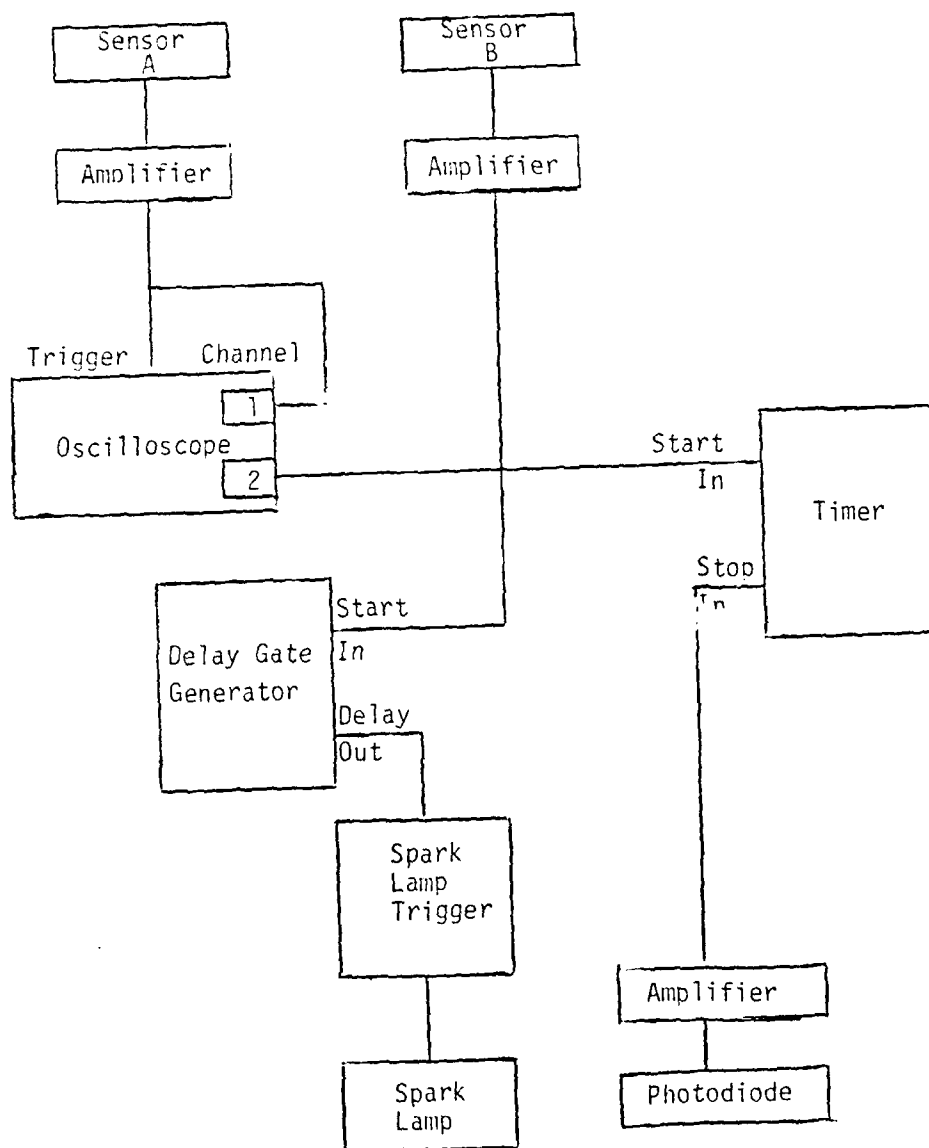 Sensor
A
Sensor
B
Amplifier
Amplifier
Trigger
Channel
1
Oscilloscope
2
Start
In
Timer
Stop
In
Start
In
Delay Gate
Generator
Delay
Out
Spark
Lamp
Trigger
Amplifier
Spark
Lamp
Photodiode